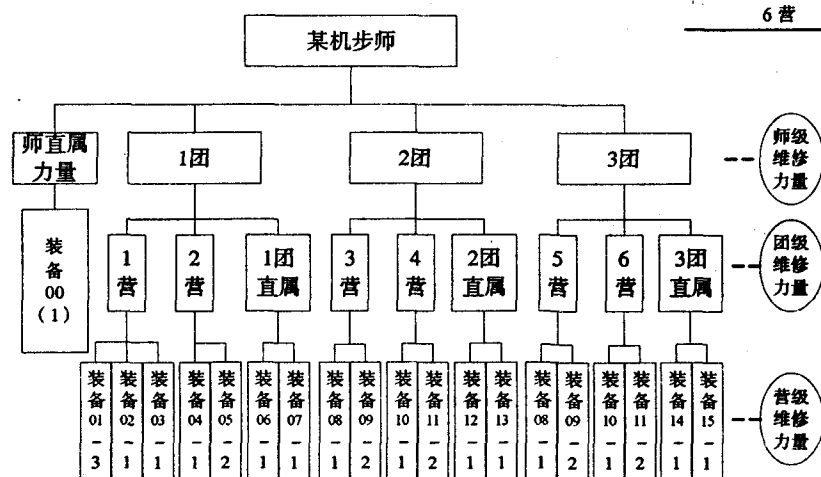 6营
某机步师
师直属
力量
1团
2团
3团
师级
维修
力量
装
备
00
(1)
1
营
2
营
1团
直属
3
营
4
营
2团
直属
5
营
6
营
3团
直属
团级
维修
力量
装备01-3
装备02-1
装备03-1
装备04-1
装备05-2
装备06-1
装备07-1
装备08-1
装备09-2
装备10-1
装备11-2
装备12-1
装备13-1
装备08-1
装备09-2
装备10-1
装备11-2
装备14-1
装备15-1
营级
维修
力量